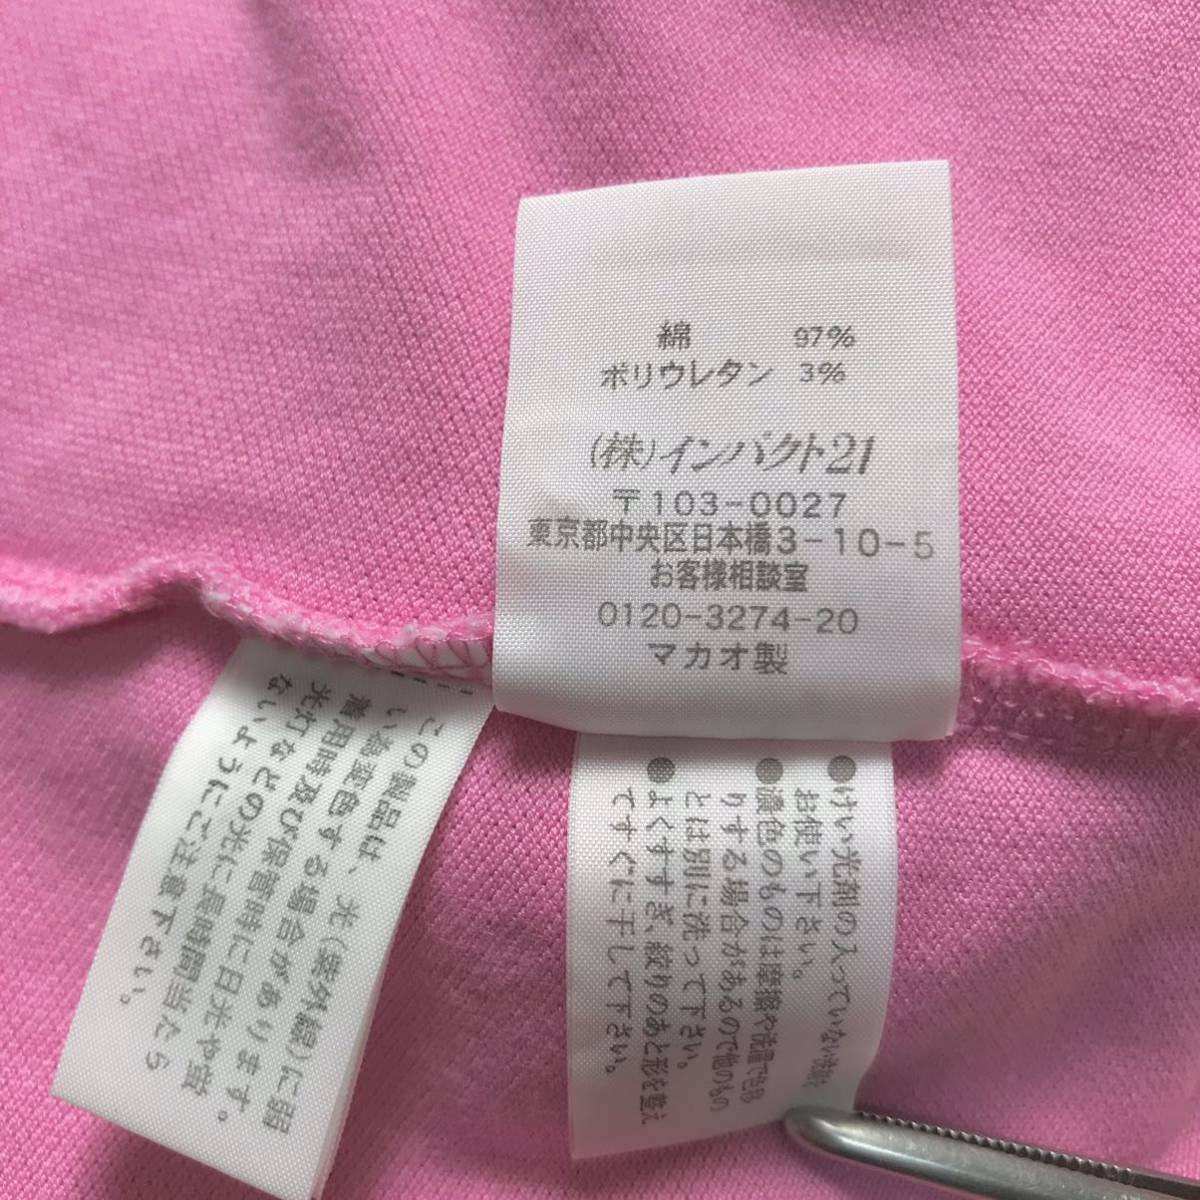 綿 97%
ポリウレタン 3%
(株)インパクト21
〒103-0027
東京都中央区日本橋3-10-5
お客様相談室
0120-3274-20
マカオ製
この製品は、光(紫外線)に弱
い為変色する場合があります。
着用時及び保管時に日光や蛍
光灯などの光に長時間当たら
ないようにご注意下さい。
●けい光剤の入っていない洗剤を
お使い下さい。
●濃色のものは摩擦や洗濯で色移
りする場合があるので他のもの
とは別に洗って下さい。
●よくすすぎ、絞りのあと形を整え
てすぐに干して下さい。